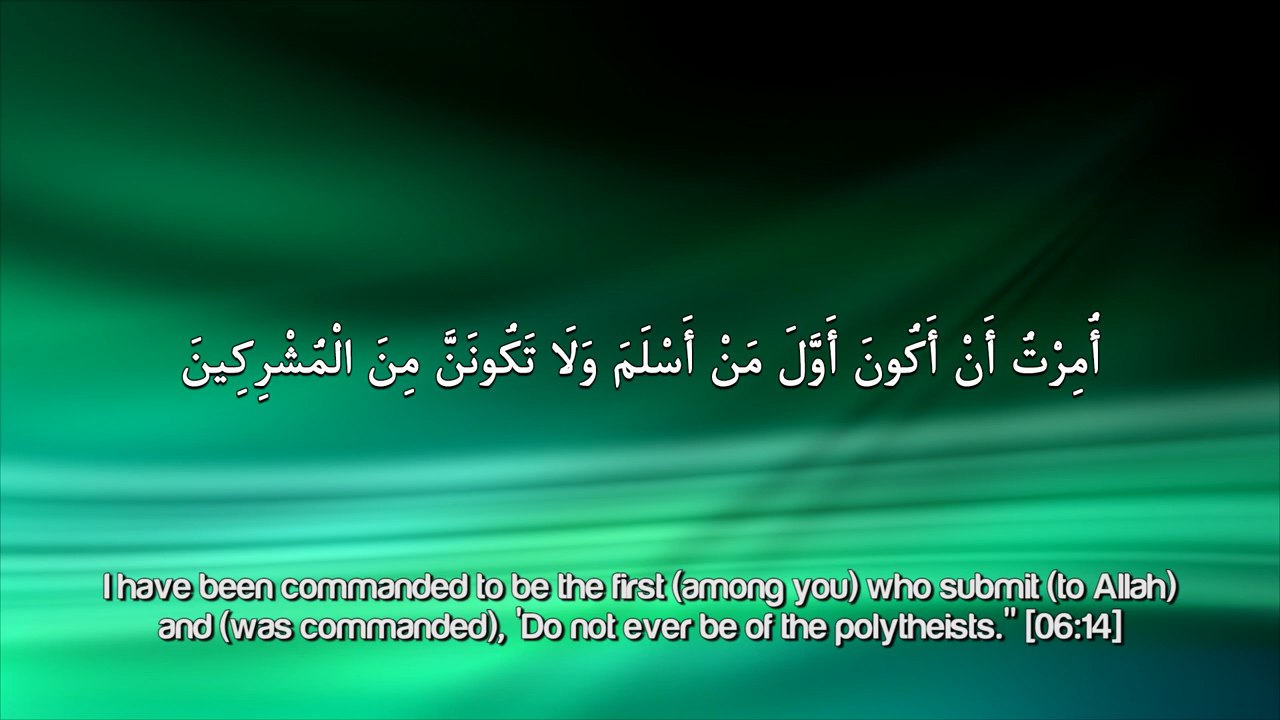 أُمِرْتُ أَنْ أَكُونَ أَوَّلَ مَنْ أَسْلَمَ وَلَا تَكُونَنَّ مِنَ الْمُشْرِكِينَ
I have been commanded to be the first (among you) who submit (to Allah)
and (was commanded), 'Do not ever be of the polytheists." [06:14]